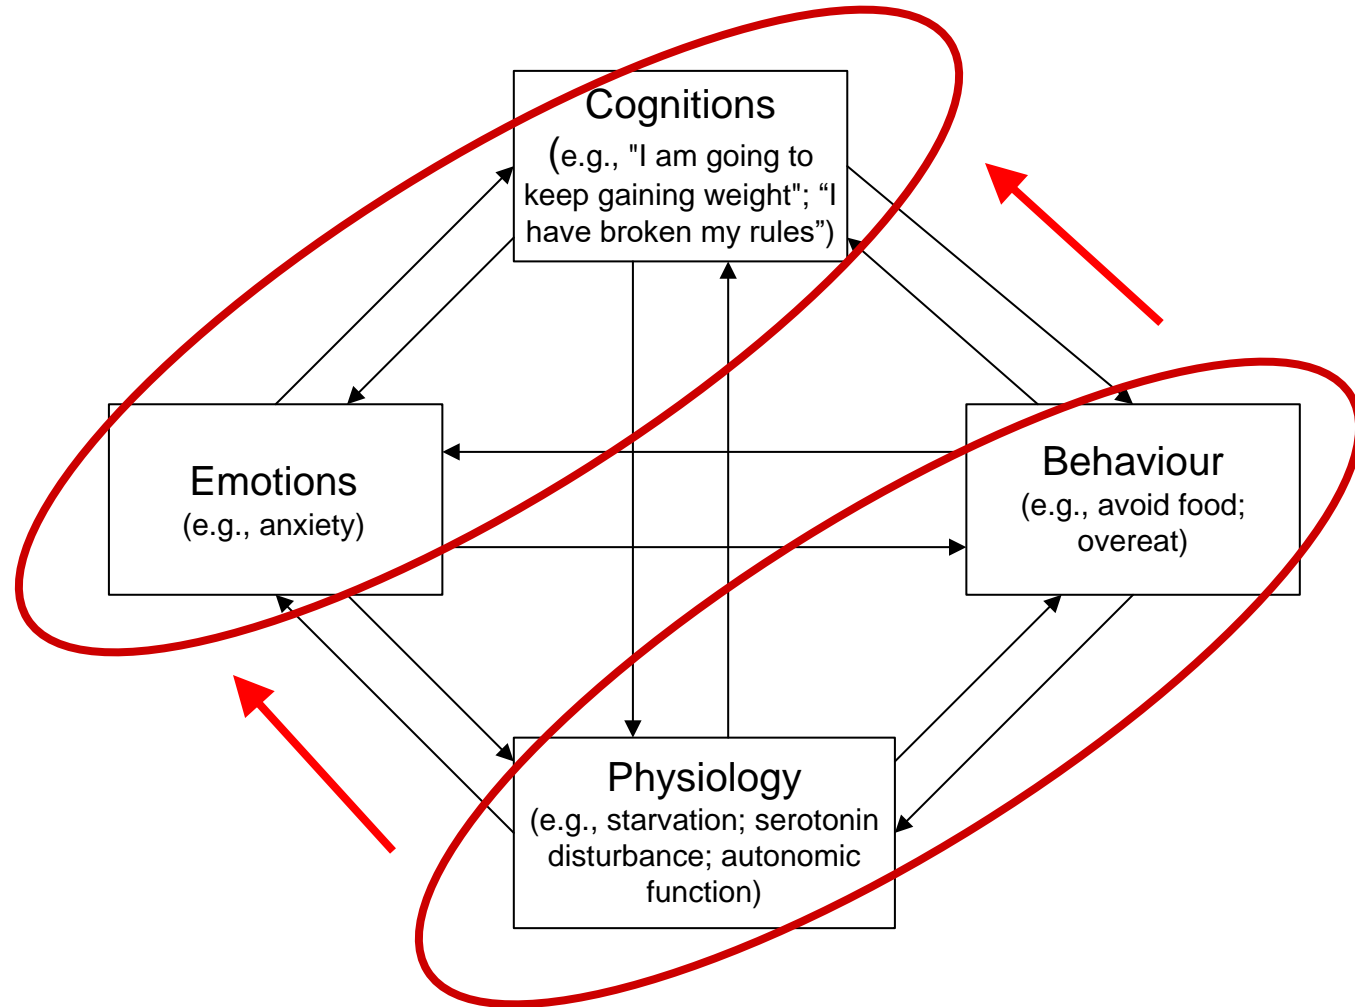 Cognitions
(e.g., "I am going to
keep gaining weight"; “I
have broken my rules”)
Emotions
(e.g., anxiety)
Behaviour
(e.g., avoid food;
overeat)
Physiology
(e.g., starvation; serotonin
disturbance; autonomic
function)